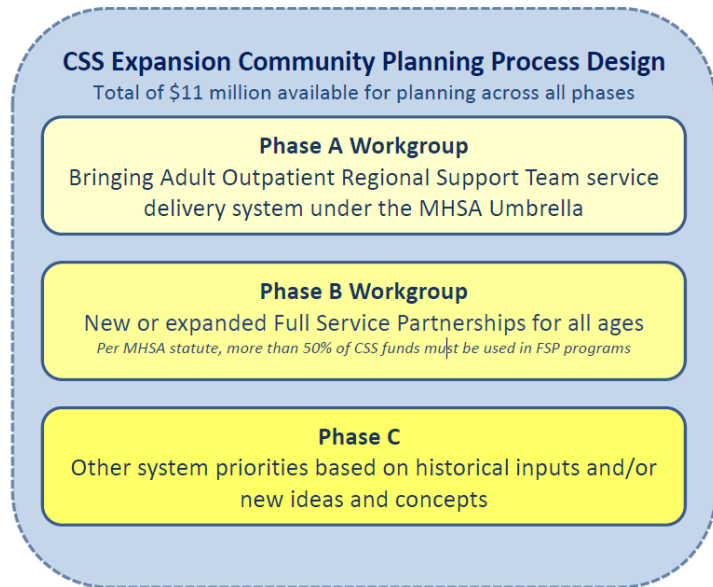 CSS Expansion Community Planning Process Design
Total of $11 million available for planning across all phases
Phase A Workgroup
Bringing Adult Outpatient Regional Support Team service
delivery system under the MHSA Umbrella
Phase B Workgroup
New or expanded Full Service Partnerships for all ages
Per MHSA statute, more than 50% of CSS funds must be used in FSP programs
Phase C
Other system priorities based on historical inputs and/or
new ideas and concepts